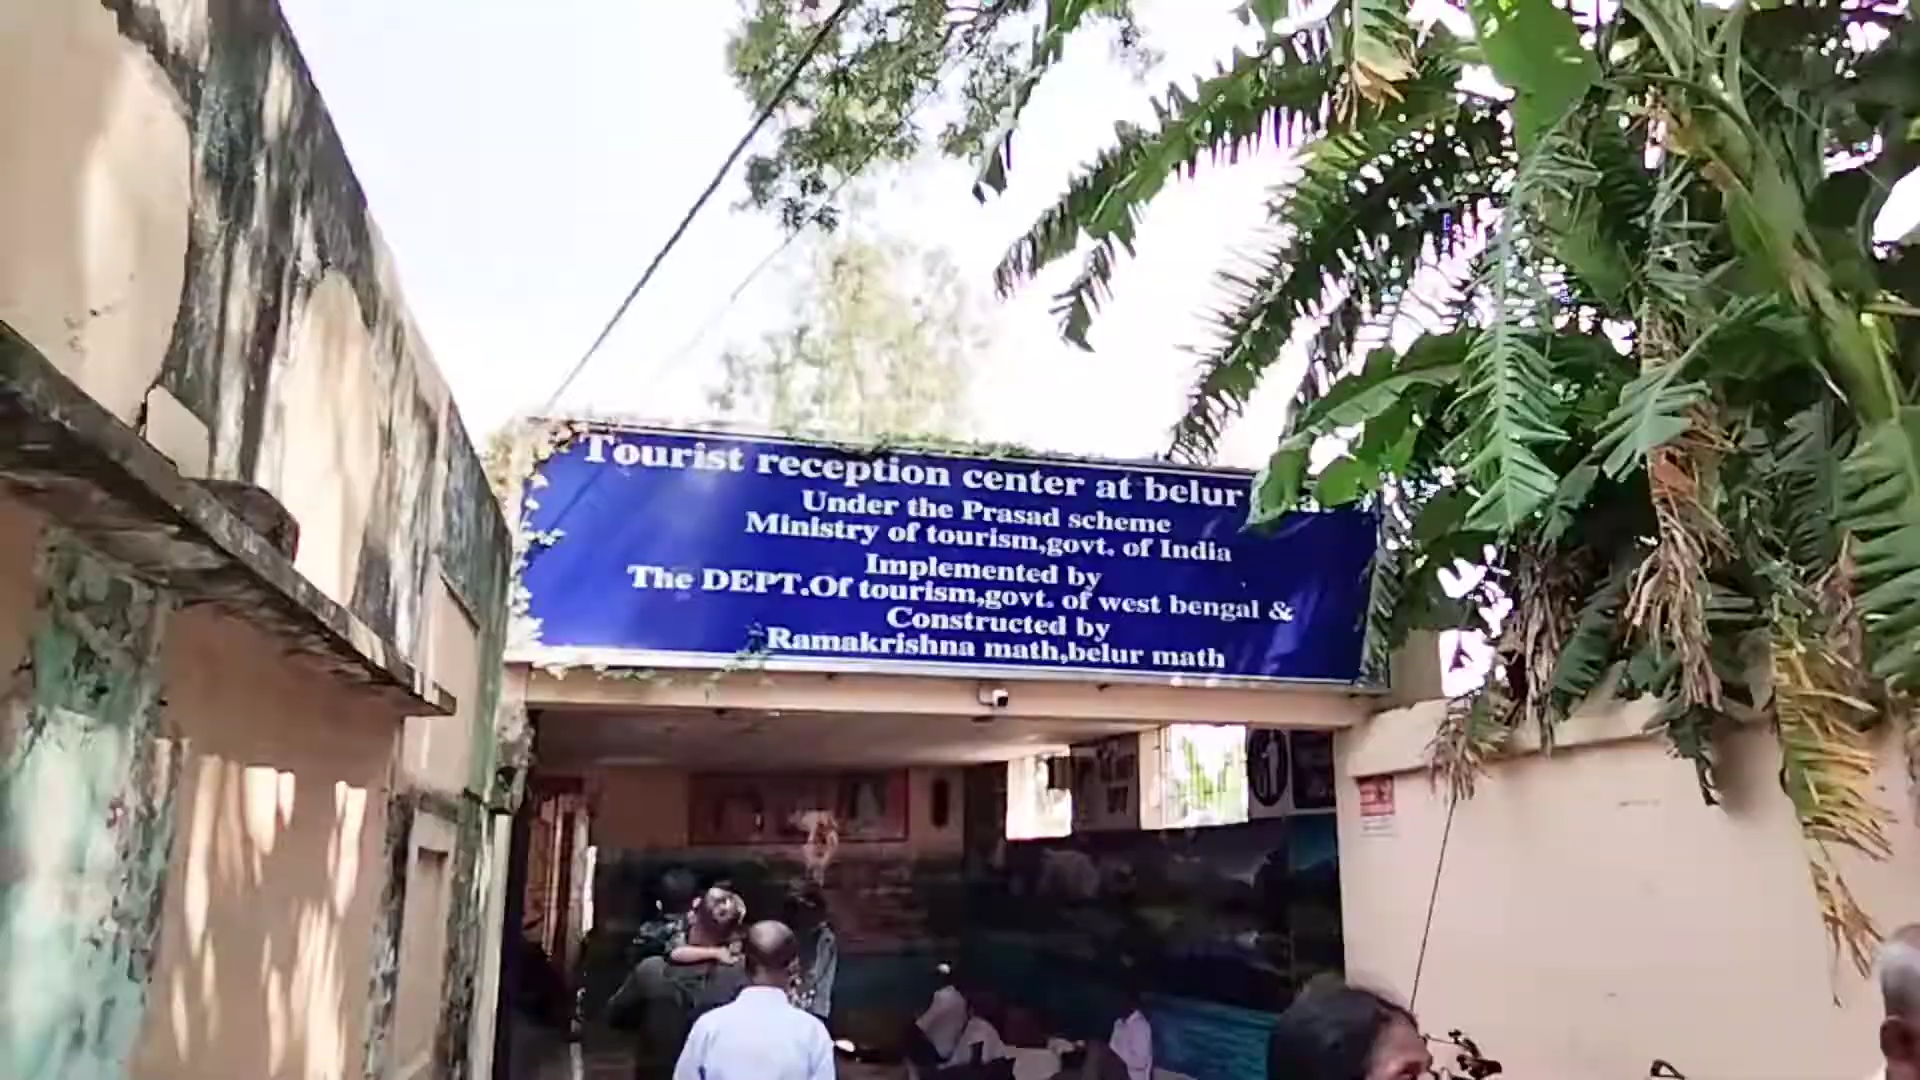 Tourist reception center at belur
Under the Prasad scheme
Ministry of tourism,govt. of India
Implemented by
The DEPT.Of tourism,govt. of west bengal &
Constructed by
Ramakrishna math,belur math